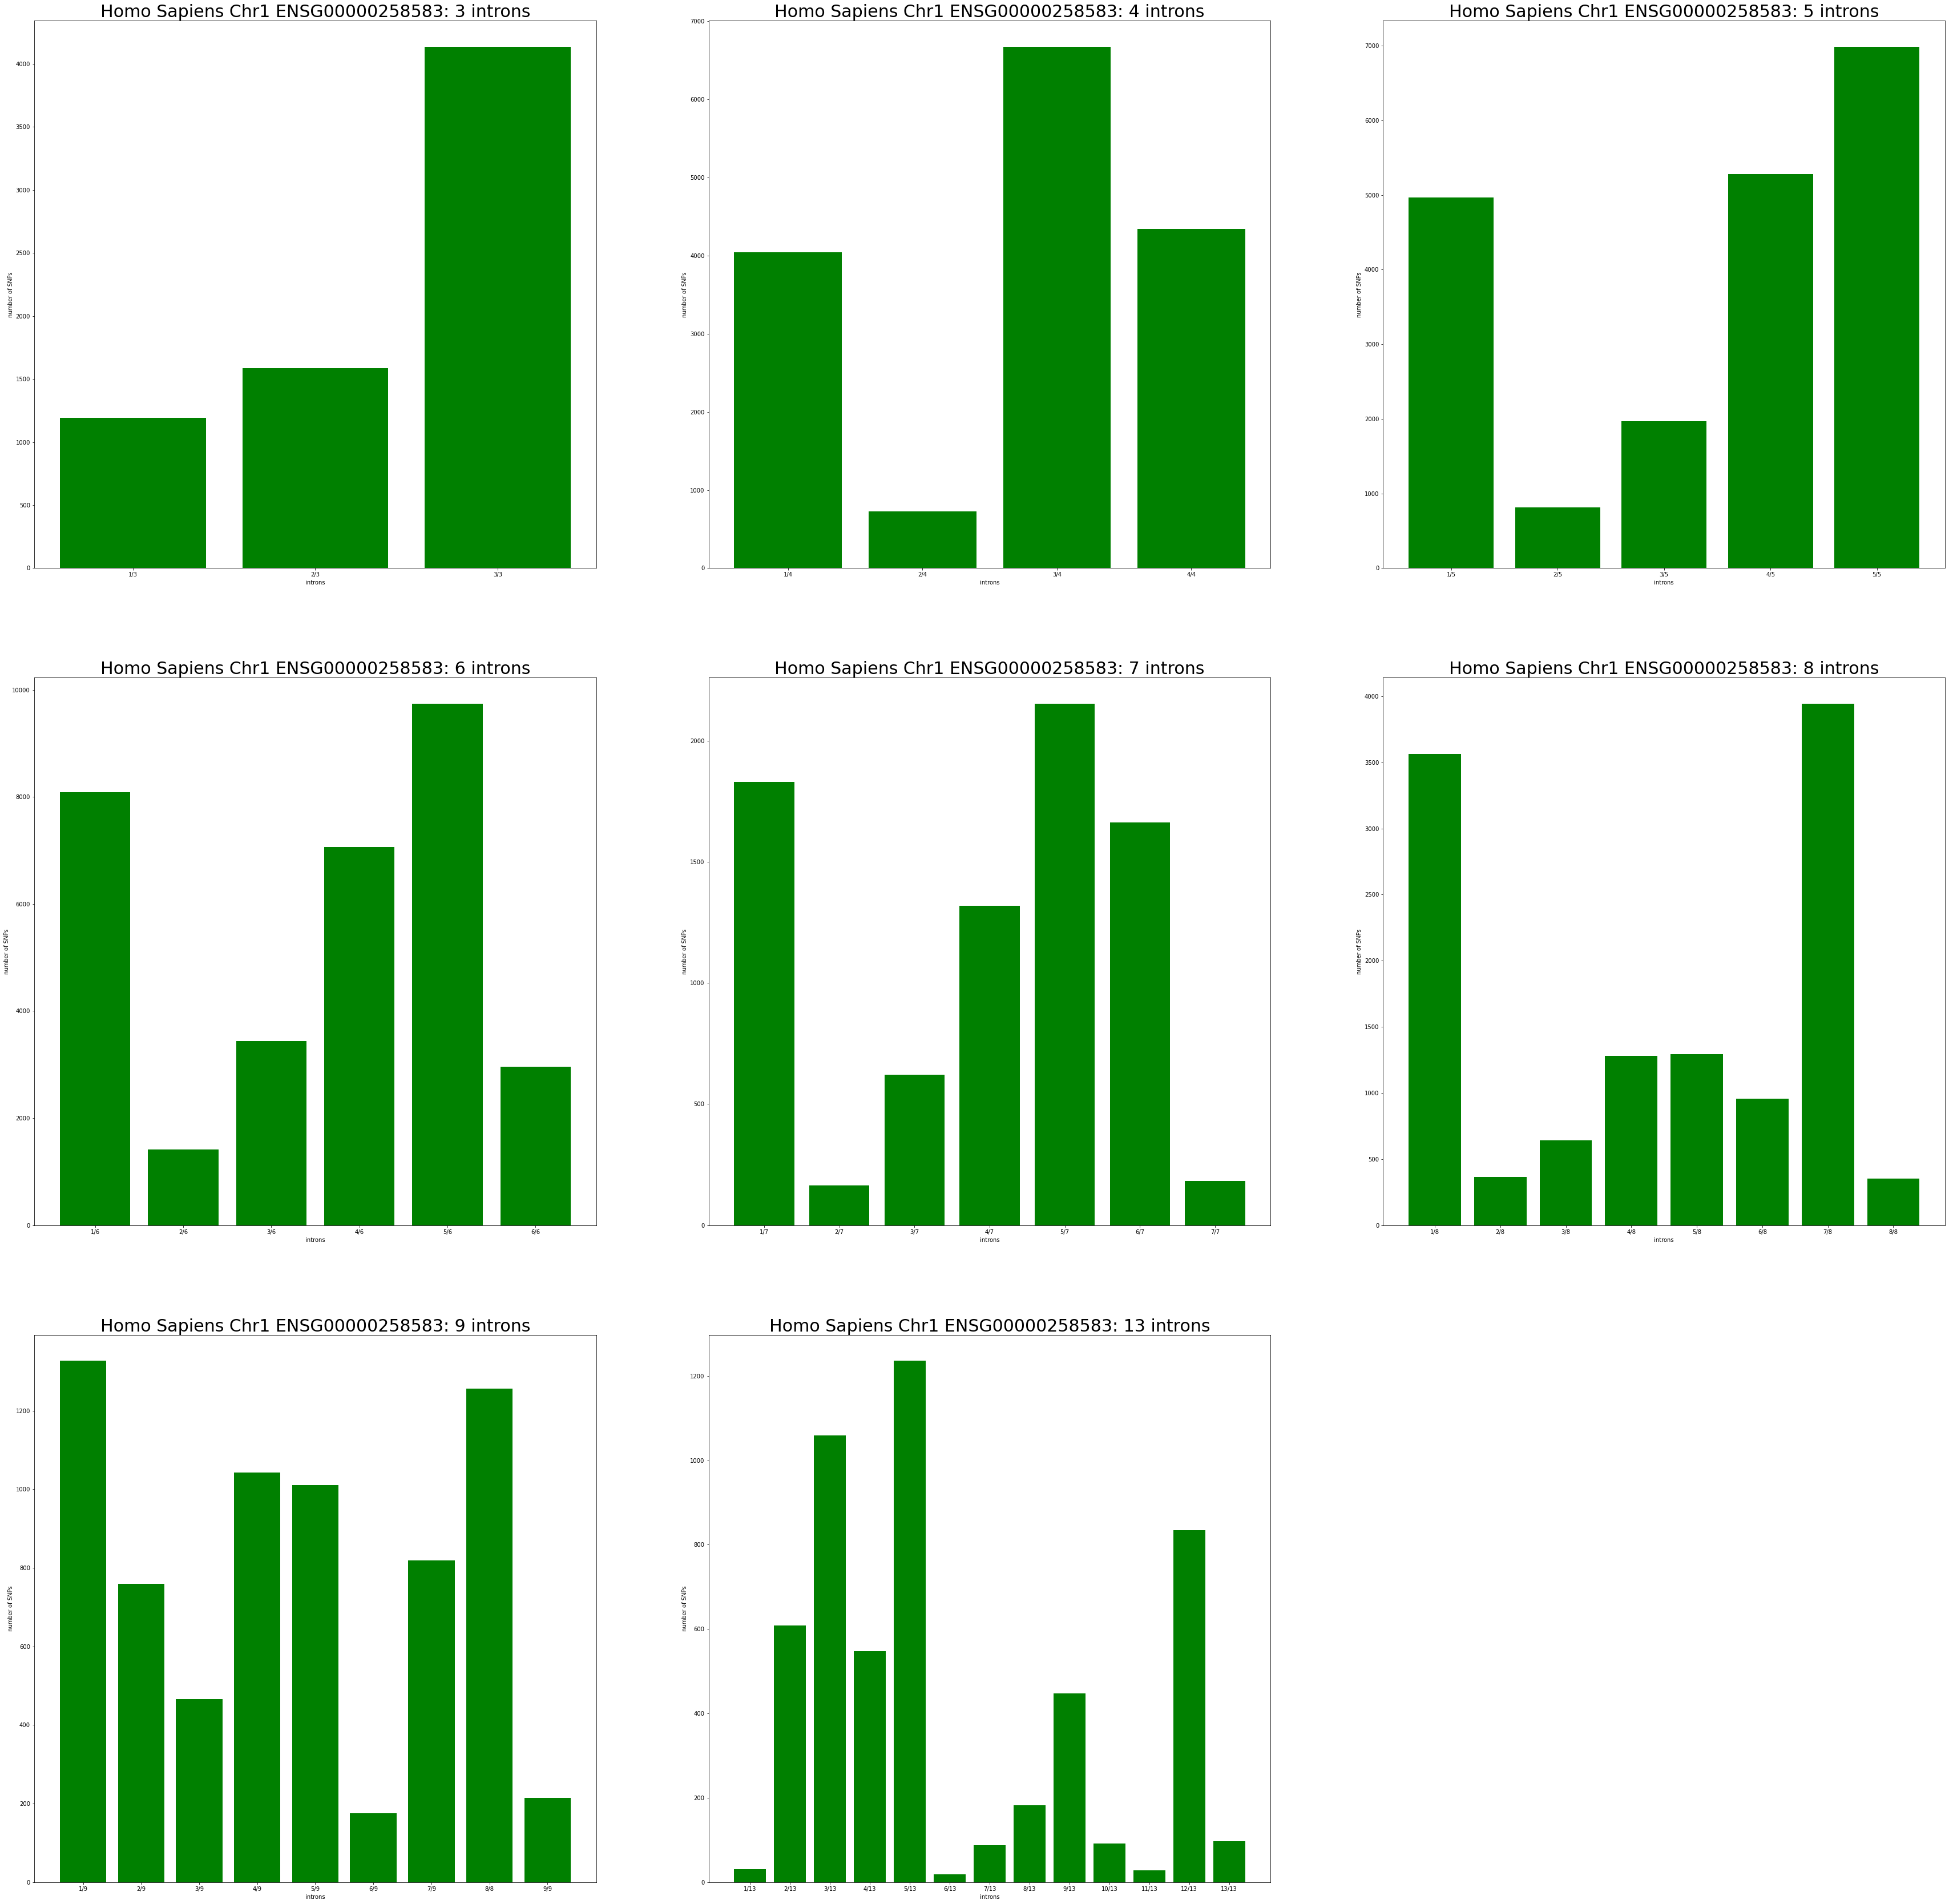 Homo Sapiens Chr1 ENSG00000258583: 3 introns
number of SNPs
4000
3500
3000
2500
2000
1500
1000
500
0
1/3 2/3 3/3
introns
Homo Sapiens Chr1 ENSG00000258583: 4 introns
number of SNPs
7000
6000
5000
4000
3000
2000
1000
0
1/4 2/4 3/4 4/4
introns
Homo Sapiens Chr1 ENSG00000258583: 5 introns
number of SNPs
7000
6000
5000
4000
3000
2000
1000
0
1/5 2/5 3/5 4/5 5/5
introns
Homo Sapiens Chr1 ENSG00000258583: 6 introns
number of SNPs
10000
8000
6000
4000
2000
0
1/6 2/6 3/6 4/6 5/6 6/6
introns
Homo Sapiens Chr1 ENSG00000258583: 7 introns
number of SNPs
2000
1500
1000
500
0
1/7 2/7 3/7 4/7 5/7 6/7 7/7
introns
Homo Sapiens Chr1 ENSG00000258583: 8 introns
number of SNPs
4000
3500
3000
2500
2000
1500
1000
500
0
1/8 2/8 3/8 4/8 5/8 6/8 7/8 8/8
introns
Homo Sapiens Chr1 ENSG00000258583: 9 introns
number of SNPs
1200
1000
800
600
400
200
0
1/9 2/9 3/9 4/9 5/9 6/9 7/9 8/8 9/9
introns
Homo Sapiens Chr1 ENSG00000258583: 13 introns
number of SNPs
1200
1000
800
600
400
200
0
1/13 2/13 3/13 4/13 5/13 6/13 7/13 8/13 9/13 10/13 11/13 12/13 13/13
introns